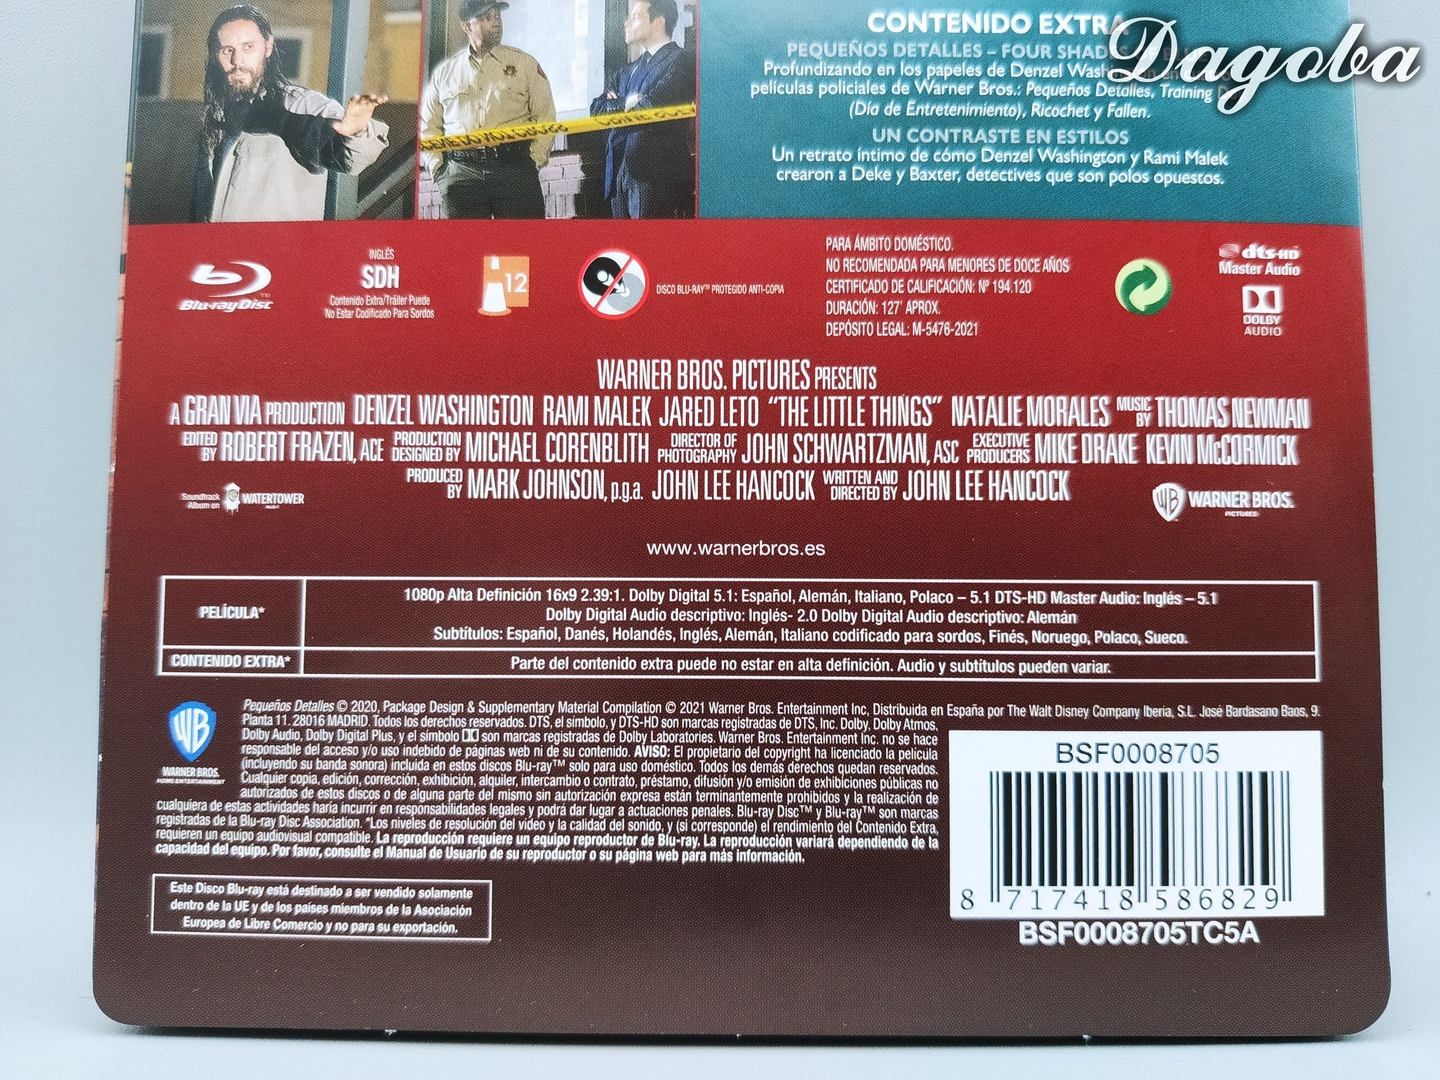 CONTENIDO EXTRA
Dagoba
PEQUEÑOS DETALLES – FOUR SHADES
Profundizando en los papeles de Denzel
películas policiales de Warner Bros.: Pequeños Detalles, Training
(Día de Entretenimiento), Ricochet y Fallen.
UN CONTRASTE EN ESTILOS
Un retrato íntimo de cómo Denzel Washington y Rami Malek
crearon a Deke y Baxter, detectives que son polos opuestos.
Blu-ray Disc™
INGLÉS
SDH
Contenido Extra/Tráiler Puede
No Estar Codificado Para Sordos
12
DISCO BLU-RAY™ PROTEGIDO ANTI-COPIA
PARA ÁMBITO DOMÉSTICO.
NO RECOMENDADA PARA MENORES DE DOCE AÑOS
CERTIFICADO DE CALIFICACIÓN: Nº 194.120
DURACIÓN: 127' APROX.
DEPÓSITO LEGAL: M-5476-2021
dts-HD
Master Audio
DOLBY
AUDIO
WARNER BROS. PICTURES PRESENTS
A GRAN VIA PRODUCTION DENZEL WASHINGTON RAMI MALEK JARED LETO "THE LITTLE THINGS" NATALIE MORALES MUSIC BY THOMAS NEWMAN
EDITED BY ROBERT FRAZEN, ACE PRODUCTION DESIGNED BY MICHAEL CORENBLITH DIRECTOR OF PHOTOGRAPHY JOHN SCHWARTZMAN, ASC EXECUTIVE PRODUCERS MIKE DRAKE KEVIN McCORMICK
PRODUCED BY MARK JOHNSON, p.g.a. JOHN LEE HANCOCK WRITTEN AND DIRECTED BY JOHN LEE HANCOCK
Soundtrack
Album on
WATERTOWER
MUSIC
WB WARNER BROS.
PICTURES
www.warnerbros.es
PELÍCULA*
1080p Alta Definición 16x9 2.39:1. Dolby Digital 5.1: Español, Alemán, Italiano, Polaco – 5.1 DTS-HD Master Audio: Inglés – 5.1
Dolby Digital Audio descriptivo: Inglés- 2.0 Dolby Digital Audio descriptivo: Alemán
Subtítulos: Español, Danés, Holandés, Inglés, Alemán, Italiano codificado para sordos, Finés, Noruego, Polaco, Sueco.
CONTENIDO EXTRA*
Parte del contenido extra puede no estar en alta definición. Audio y subtítulos pueden variar.
WB
WARNER BROS.
HOME ENTERTAINMENT
Pequeños Detalles © 2020, Package Design & Supplementary Material Compilation © 2021 Warner Bros. Entertainment Inc, Distribuida en España por The Walt Disney Company Iberia, S.L. José Bardasano Baos, 9.
Planta 11. 28016 MADRID. Todos los derechos reservados. DTS, el símbolo, y DTS-HD son marcas registradas de DTS, Inc. Dolby, Dolby Atmos,
Dolby Audio, Dolby Digital Plus, y el símbolo son marcas registradas de Dolby Laboratories. Warner Bros. Entertainment Inc. no se hace
responsable del acceso y/o uso indebido de páginas web ni de su contenido. AVISO: El propietario del copyright ha licenciado la película
(incluyendo su banda sonora) incluida en estos discos Blu-ray™ solo para uso doméstico. Todos los demás derechos quedan reservados.
Cualquier copia, edición, corrección, exhibición, alquiler, intercambio o contrato, préstamo, difusión y/o emisión de exhibiciones públicas no
autorizados de estos discos o de alguna parte del mismo sin autorización expresa están terminantemente prohibidos y la realización de
cualquiera de estas actividades haría incurrir en responsabilidades legales y podrá dar lugar a actuaciones penales. Blu-ray Disc™ y Blu-ray™ son marcas
registradas de la Blu-ray Disc Association. *Los niveles de resolución del vídeo y la calidad del sonido, y (si corresponde) el rendimiento del Contenido Extra,
requieren un equipo audiovisual compatible. La reproducción requiere un equipo reproductor de Blu-ray. La reproducción variará dependiendo de la
capacidad del equipo. Por favor, consulte el Manual de Usuario de su reproductor o su página web para más información.
Este Disco Blu-ray está destinado a ser vendido solamente
dentro de la UE y de los países miembros de la Asociación
Europea de Libre Comercio y no para su exportación.
BSF0008705
8 717418 586829
BSF0008705TC5A